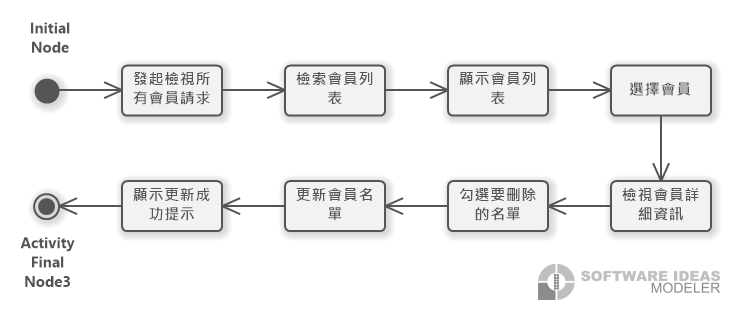 Initial
Node
發起檢視所
有會員請求
檢索會員列
表
顯示會員列
表
選擇會員
檢視會員詳
細資訊
勾選要刪除
的名單
更新會員名
單
顯示更新成
功提示
Activity
Final
Node3
SOFTWARE IDEAS
MODELER